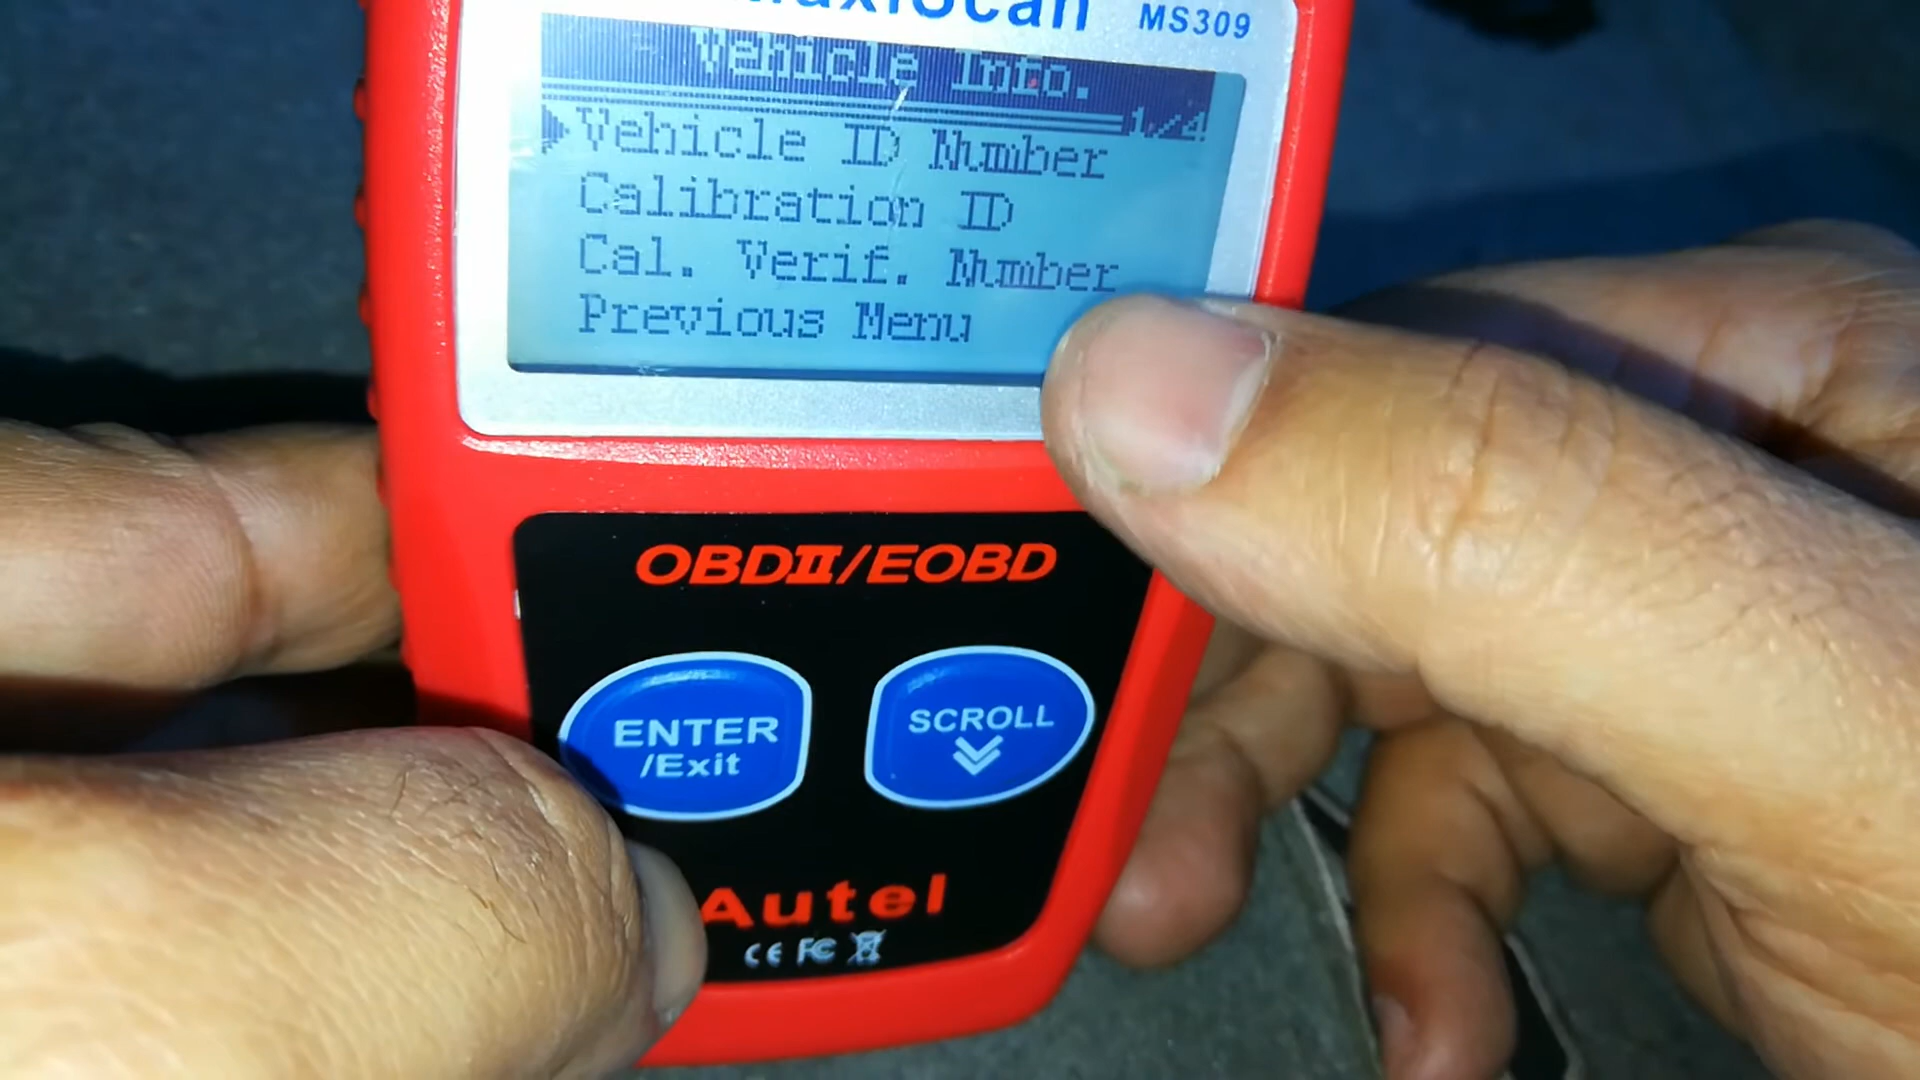 MS309
Vehicle Info.
1/4
Vehicle ID Number
Calibration ID
Cal. Verif. Number
Previous Menu
OBDII/EOBD
ENTER
/Exit
SCROLL
Autel
CE FC